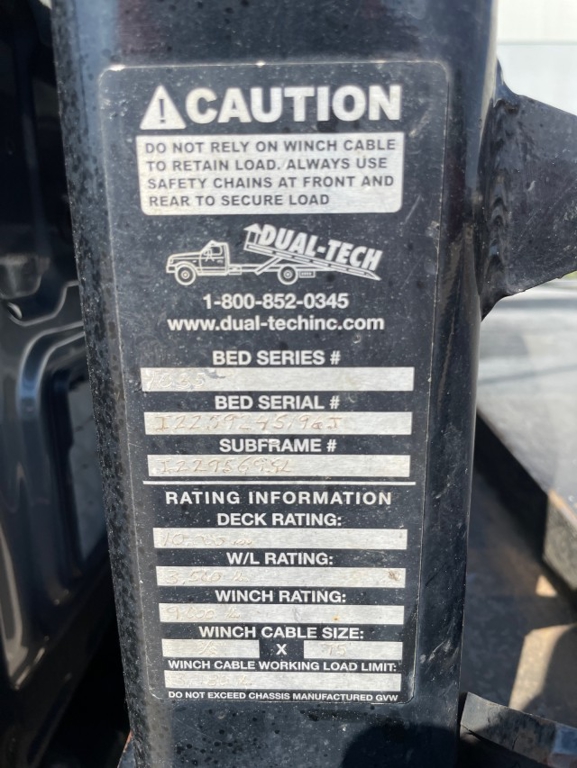 CAUTION
DO NOT RELY ON WINCH CABLE
TO RETAIN LOAD. ALWAYS USE
SAFETY CHAINS AT FRONT AND
REAR TO SECURE LOAD
DUAL-TECH
1-800-852-0345
www.dual-techinc.com
BED SERIES #
BED SERIAL #
SUBFRAME #
RATING INFORMATION
DECK RATING:
W/L RATING:
WINCH RATING:
WINCH CABLE SIZE:
X
WINCH CABLE WORKING LOAD LIMIT:
DO NOT EXCEED CHASSIS MANUFACTURED GVW